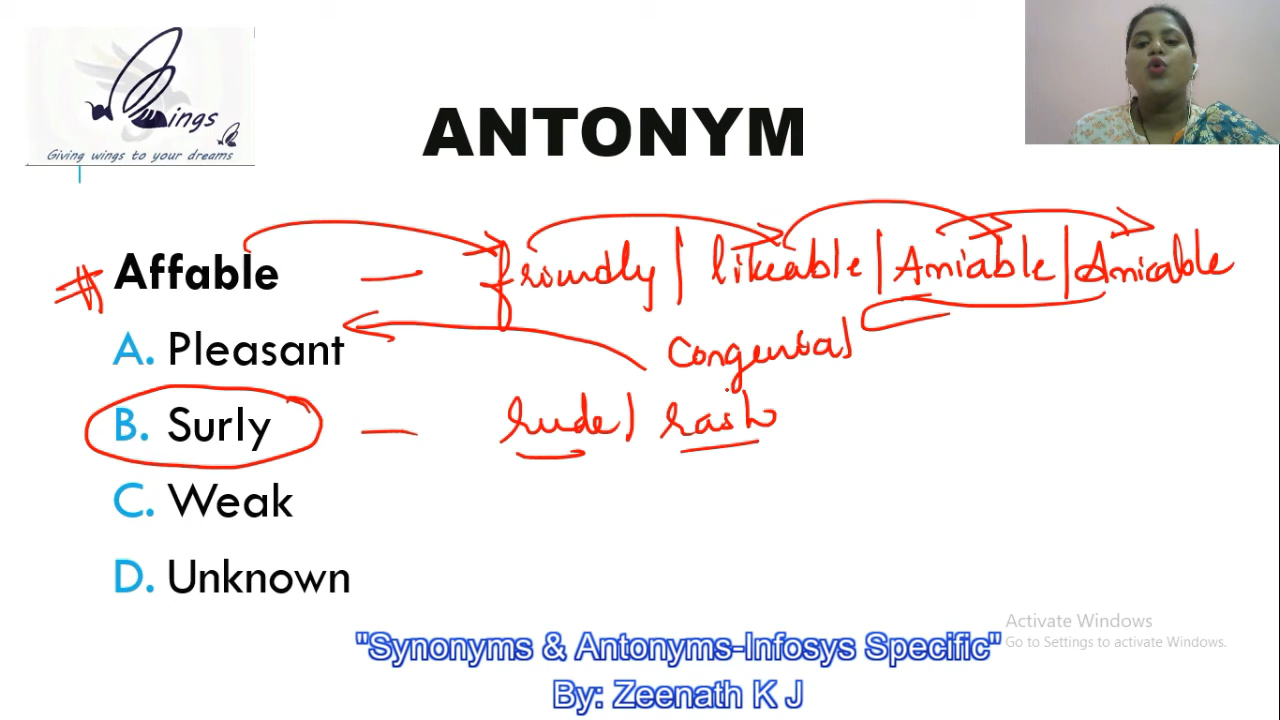 Wings
Giving wings to your dreams
ANTONYM
# Affable — friendly | likeable | Amiable | Amicable
A. Pleasant
Congenial
B. Surly — rude | rash
C. Weak
D. Unknown
Activate Windows
Go to Settings to activate Windows.
"Synonyms & Antonyms-Infosys Specific"
By: Zeenath K J